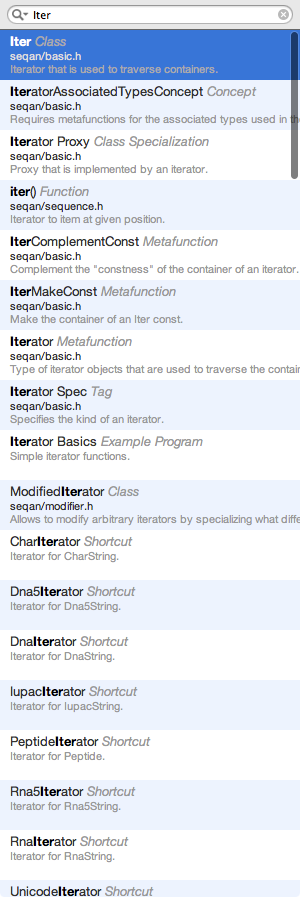 Iter
Iter Class
seqan/basic.h
Iterator that is used to traverse containers.
IteratorAssociatedTypesConcept Concept
seqan/basic.h
Requires metafunctions for the associated types used in th
Iterator Proxy Class Specialization
seqan/basic.h
Proxy that is implemented by an iterator.
iter() Function
seqan/sequence.h
Iterator to item at given position.
IterComplementConst Metafunction
seqan/basic.h
Complement the "constness" of the container of an iterator.
IterMakeConst Metafunction
seqan/basic.h
Make the container of an Iter const.
Iterator Metafunction
seqan/basic.h
Type of iterator objects that are used to traverse the contain
Iterator Spec Tag
seqan/basic.h
Specifies the kind of an iterator.
Iterator Basics Example Program
Simple iterator functions.
ModifiedIterator Class
seqan/modifier.h
Allows to modify arbitrary iterators by specializing what diffe
CharIterator Shortcut
Iterator for CharString.
Dna5Iterator Shortcut
Iterator for Dna5String.
DnaIterator Shortcut
Iterator for DnaString.
IupacIterator Shortcut
Iterator for IupacString.
PeptideIterator Shortcut
Iterator for Peptide.
Rna5Iterator Shortcut
Iterator for Rna5String.
RnaIterator Shortcut
Iterator for RnaString.
UnicodeIterator Shortcut